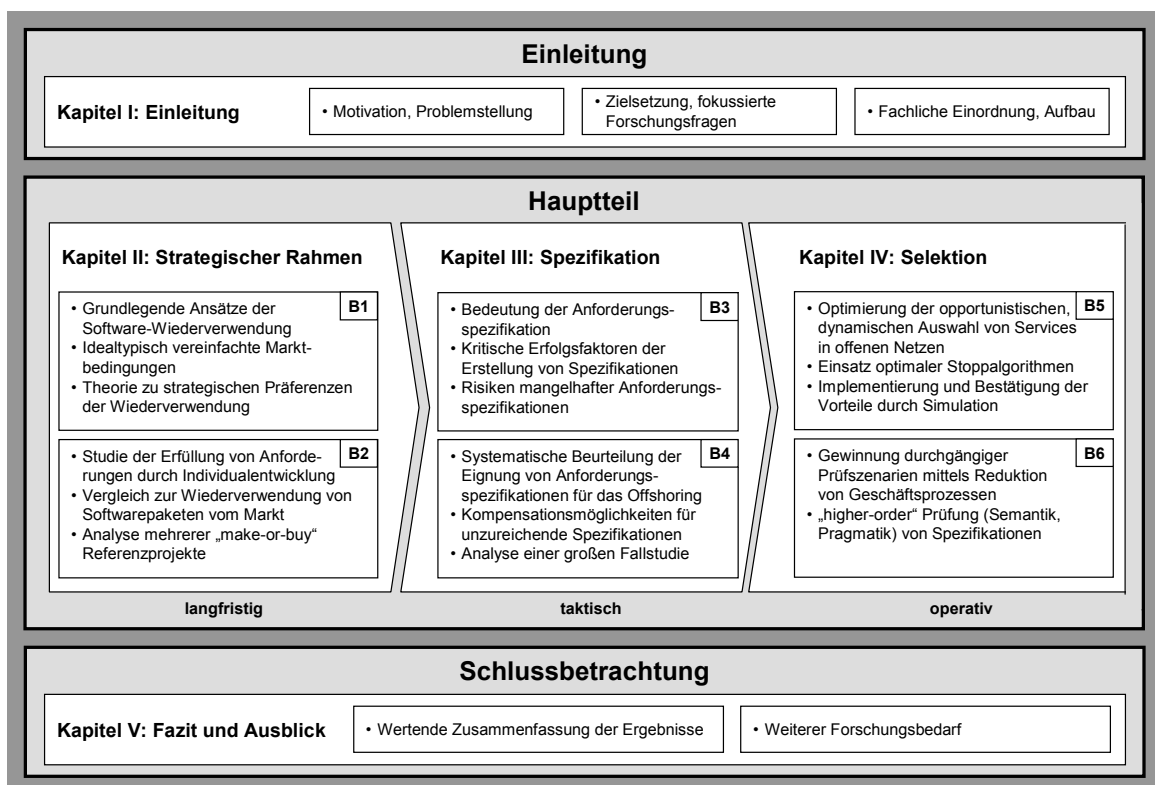 Einleitung
Kapitel I: Einleitung
• Motivation, Problemstellung
• Zielsetzung, fokussierte
Forschungsfragen
• Fachliche Einordnung, Aufbau
Hauptteil
Kapitel II: Strategischer Rahmen
B1
• Grundlegende Ansätze der
Software-Wiederverwendung
• Idealtypisch vereinfachte Markt-
bedingungen
• Theorie zu strategischen Präferenzen
der Wiederverwendung
B2
• Studie der Erfüllung von Anforde-
rungen durch Individualentwicklung
• Vergleich zur Wiederverwendung von
Softwarepaketen vom Markt
• Analyse mehrerer „make-or-buy“
Referenzprojekte
langfristig
Kapitel III: Spezifikation
B3
• Bedeutung der Anforderungs-
spezifikation
• Kritische Erfolgsfaktoren der
Erstellung von Spezifikationen
• Risiken mangelhafter Anforderungs-
spezifikationen
B4
• Systematische Beurteilung der
Eignung von Anforderungs-
spezifikationen für das Offshoring
• Kompensationsmöglichkeiten für
unzureichende Spezifikationen
• Analyse einer großen Fallstudie
taktisch
Kapitel IV: Selektion
B5
• Optimierung der opportunistischen,
dynamischen Auswahl von Services
in offenen Netzen
• Einsatz optimaler Stoppalgorithmen
• Implementierung und Bestätigung der
Vorteile durch Simulation
B6
• Gewinnung durchgängiger
Prüfszenarien mittels Reduktion
von Geschäftsprozessen
• „higher-order“ Prüfung (Semantik,
Pragmatik) von Spezifikationen
operativ
Schlussbetrachtung
Kapitel V: Fazit und Ausblick
• Wertende Zusammenfassung der Ergebnisse
• Weiterer Forschungsbedarf